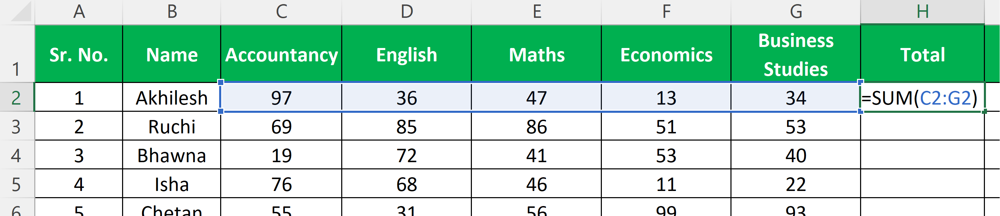 A B C D E F G H
1 Sr. No. Name Accountancy English Maths Economics Business Studies Total
2 1 Akhilesh 97 36 47 13 34 =SUM(C2:G2)
3 2 Ruchi 69 85 86 51 53
4 3 Bhawna 19 72 41 53 40
5 4 Isha 76 68 46 11 22
6 5 Chetan 55 31 56 99 93